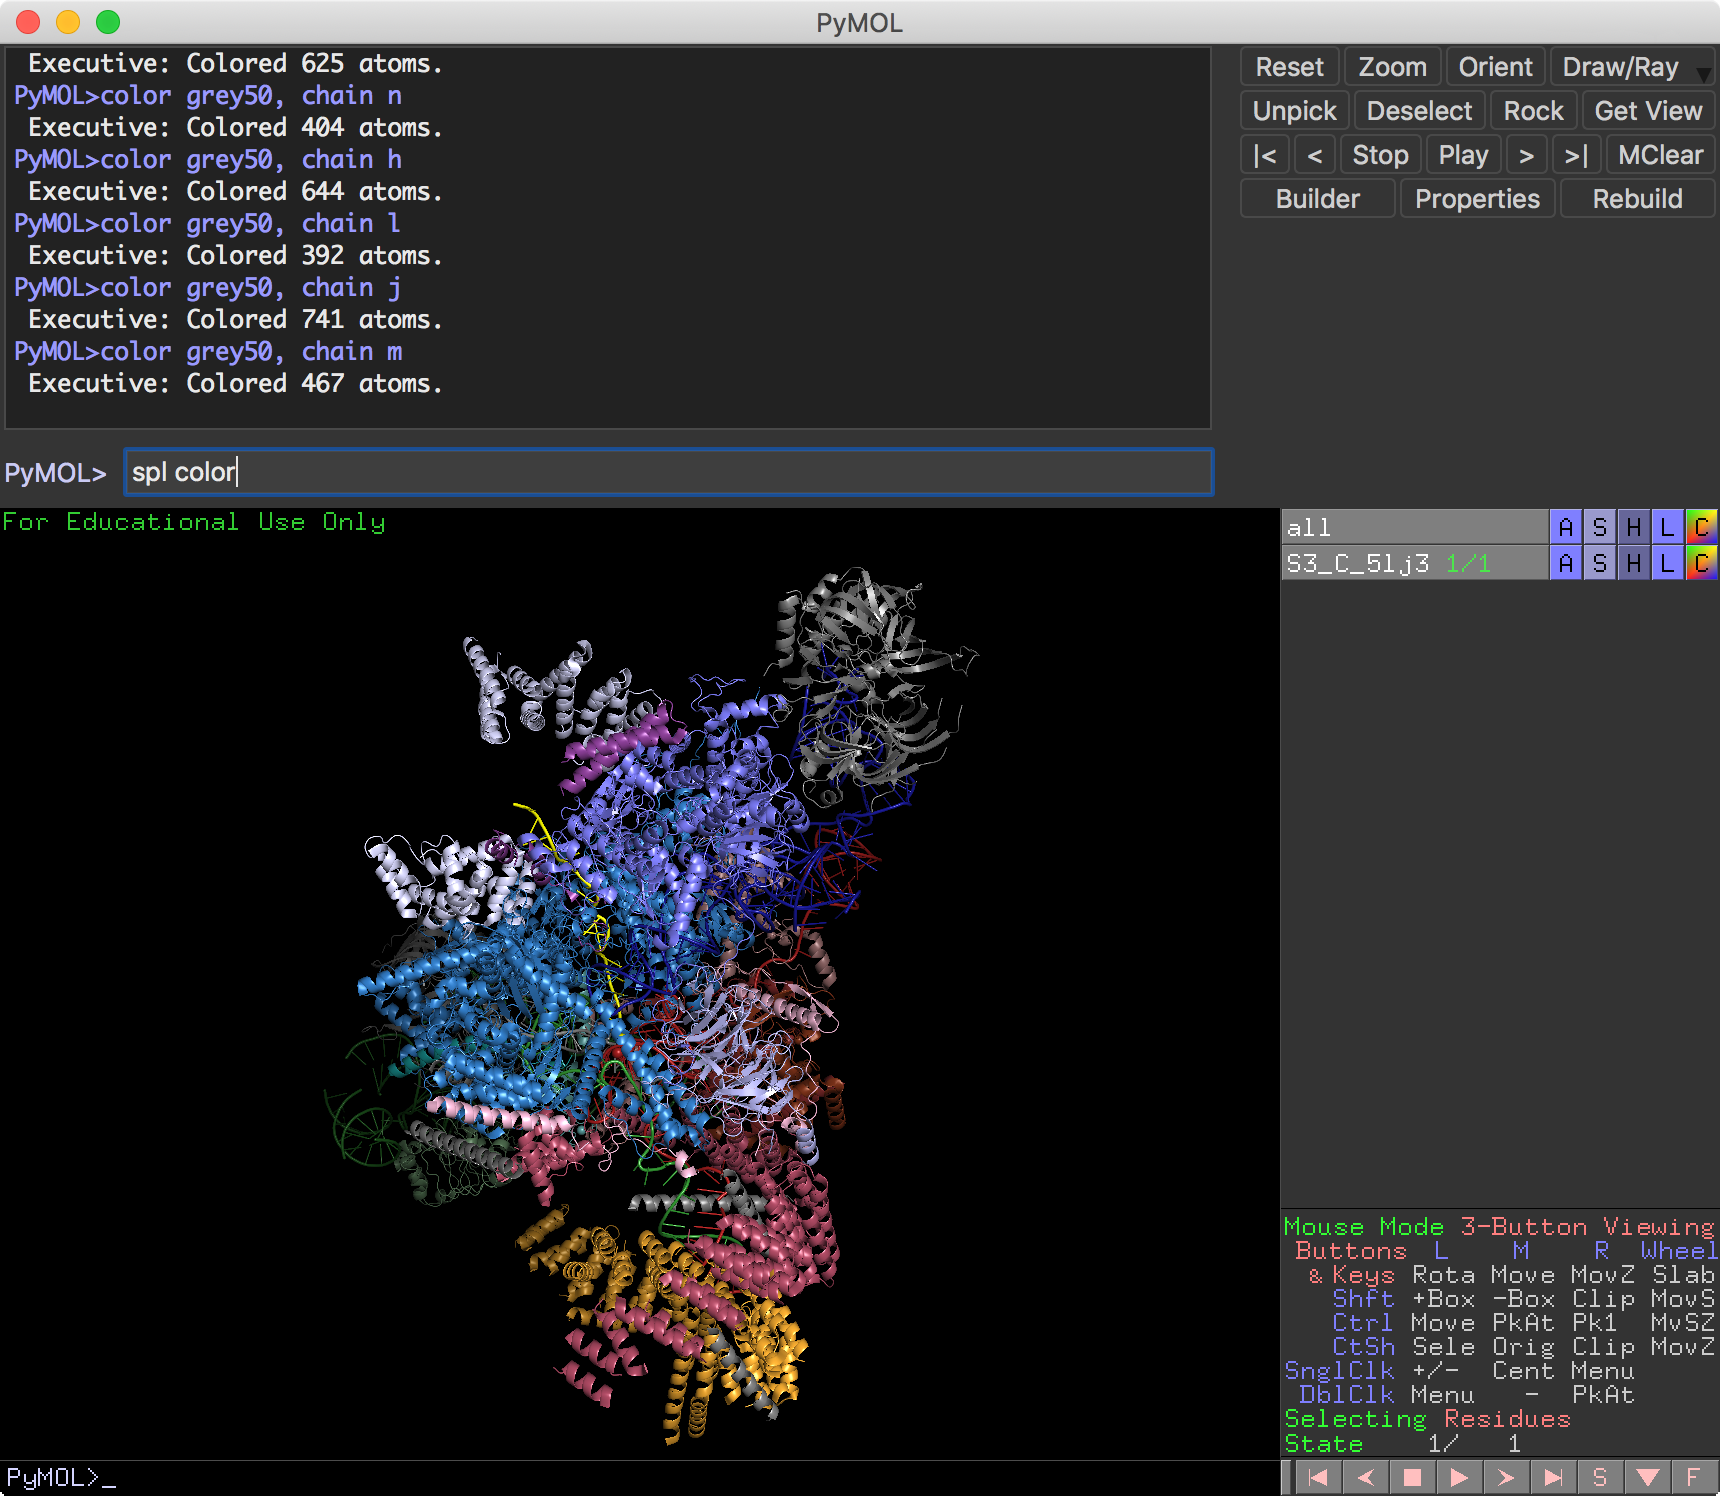 PyMOL
Executive: Colored 625 atoms.
PyMOL>color grey50, chain n
Executive: Colored 404 atoms.
PyMOL>color grey50, chain h
Executive: Colored 644 atoms.
PyMOL>color grey50, chain l
Executive: Colored 392 atoms.
PyMOL>color grey50, chain j
Executive: Colored 741 atoms.
PyMOL>color grey50, chain m
Executive: Colored 467 atoms.
PyMOL> spl color
Reset Zoom Orient Draw/Ray
Unpick Deselect Rock Get View
|< < Stop Play > >| MClear
Builder Properties Rebuild
For Educational Use Only
all A S H L C
S3_C_5lj3 1/1 A S H L C
Mouse Mode 3-Button Viewing
Buttons L M R Wheel
& Keys Rota Move MovZ Slab
Shft +Box -Box Clip MovS
Ctrl Move PkAt Pk1 MvSZ
CtSh Sele Orig Clip MovZ
SnglClk +/- Cent Menu
DblClk Menu - PkAt
Selecting Residues
State 1/ 1
PyMOL>_
S F